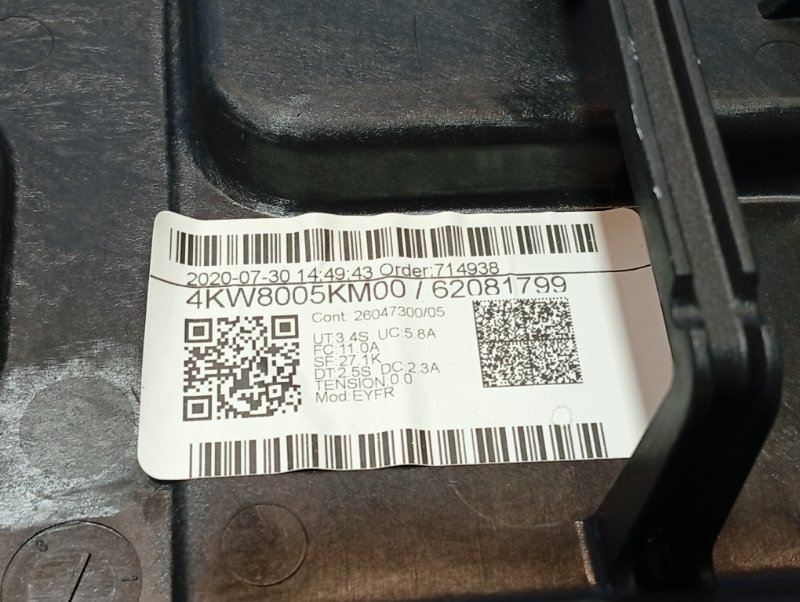 2020-07-30 14:49:43 Order:714938
4KW8005KM00 / 62081799
Cont: 26047300/05
UT:3.4S UC:5.8A
FC:11.0A
SF:27.1K
DT:2.5S DC:2.3A
TENSION:0.0
Mod:EYFR